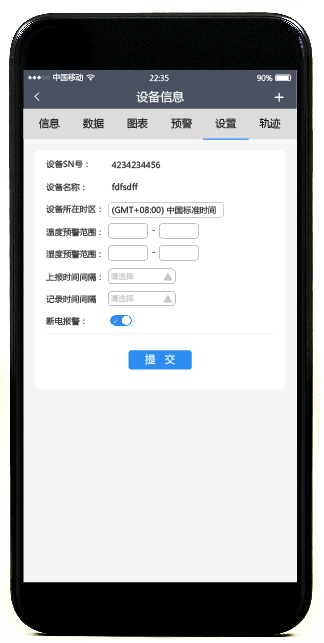 ●●●○○ 中国移动 22:35 90%
设备信息 +
信息 数据 图表 预警 设置 轨迹
设备SN号： 4234234456
设备名称： fdfsdff
设备所在时区： (GMT+08:00) 中国标准时间
温度预警范围： -
湿度预警范围： -
上报时间间隔： 请选择
记录时间间隔 请选择
断电报警：
提 交